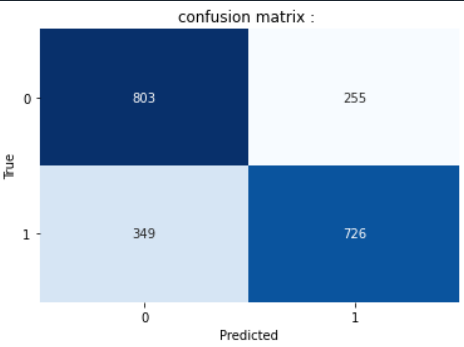 confusion matrix :
0
803
255
True
1
349
726
0
1
Predicted